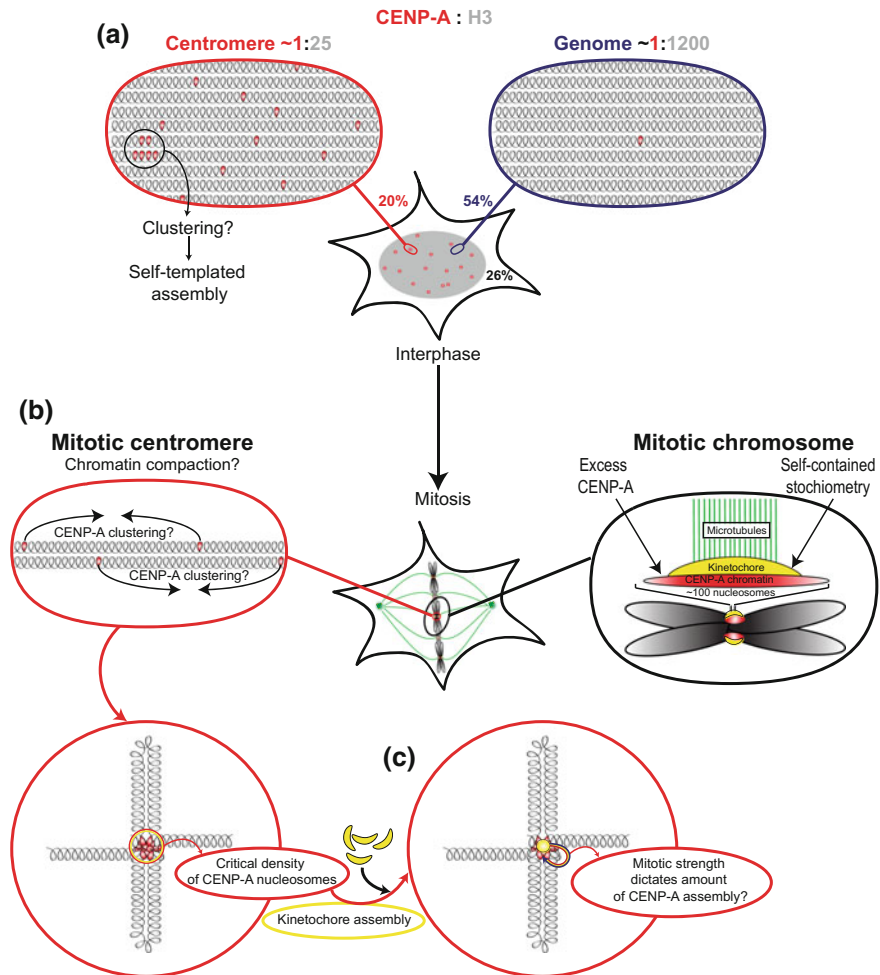 CENP-A : H3
(a)
Centromere ~1:25
Genome ~1:1200
20%
54%
26%
Clustering?
Self-templated
assembly
Interphase
(b)
Mitotic centromere
Chromatin compaction?
CENP-A clustering?
CENP-A clustering?
Mitosis
Mitotic chromosome
Excess
CENP-A
Self-contained
stochiometry
Microtubules
Kinetochore
CENP-A chromatin
~100 nucleosomes
(c)
Critical density
of CENP-A nucleosomes
Kinetochore assembly
Mitotic strength
dictates amount
of CENP-A assembly?